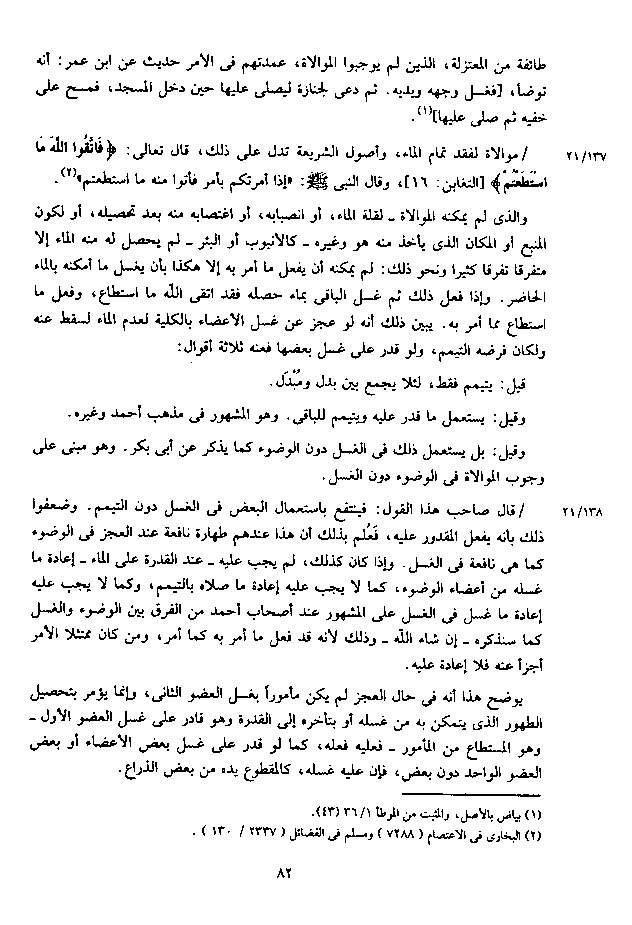 طائفة من المعتزلة، الذين لم يوجبوا الموالاة، عمدتهم فى الأمر حديث عن ابن عمر: أنه
توضأ، [فغسل وجهه ويديه. ثم دعى لجنازة ليصلى عليها حين دخل المسجد، فمسح على
خفيه ثم صلى عليها](١).
٢١/١٣٧ / موالاة لفقد تمام الماء، وأصول الشريعة تدل على ذلك، قال تعالى: ﴿فَاتَّقُوا اللَّهَ مَا
اسْتَطَعْتُمْ﴾ [التغابن: ١٦]، وقال النبى ﷺ: «إذا أمرتكم بأمر فأتوا منه ما استطعتم»(٢).
والذى لم يمكنه الموالاة ـ لقلة الماء، أو انصبابه، أو اغتصابه منه بعد تحصيله، أو لكون
المنبع أو المكان الذى يأخذ منه هو وغيره ـ كالأنبوب أو البئر ـ لم يحصل له منه الماء إلا
متفرقا تفرقا كثيرا ونحو ذلك: لم يمكنه أن يفعل ما أمر به إلا هكذا بأن يغسل ما أمكنه بالماء
الحاضر. وإذا فعل ذلك ثم غسل الباقى بماء حصله فقد اتقى الله ما استطاع، وفعل ما
استطاع مما أمر به. يبين ذلك أنه لو عجز عن غسل الأعضاء بالكلية لعدم الماء لسقط عنه
ولكان فرضه التيمم، ولو قدر على غسل بعضها فعنه ثلاثة أقوال:
قيل: يتيمم فقط، لئلا يجمع بين بدل ومُبْدَل.
وقيل: يستعمل ما قدر عليه ويتيمم للباقى. وهو المشهور فى مذهب أحمد وغيره.
وقيل: بل يستعمل ذلك فى الغسل دون الوضوء كما يذكر عن أبى بكر. وهو مبنى على
وجوب الموالاة فى الوضوء دون الغسل.
٢١/١٣٨ / قال صاحب هذا القول: فينتفع باستعمال البعض فى الغسل دون التيمم. وضعفوا
ذلك بأنه يفعل المقدور عليه، فَعُلم بذلك أن هذا عندهم طهارة نافعة عند العجز فى الوضوء
كما هى نافعة فى الغسل. وإذا كان كذلك، لم يجب عليه ـ عند القدرة على الماء ـ إعادة ما
غسله من أعضاء الوضوء، كما لا يجب عليه إعادة ما صلاه بالتيمم، وكما لا يجب عليه
إعادة ما غسل فى الغسل على المشهور عند أصحاب أحمد من الفرق بين الوضوء والغسل
كما سنذكره ـ إن شاء الله ـ وذلك لأنه قد فعل ما أمر به كما أمر، ومن كان ممتثلا الأمر
أجزأ عنه فلا إعادة عليه.
يوضح هذا أنه فى حال العجز لم يكن مأموراً بغسل العضو الثانى، وإنما يؤمر بتحصيل
الطهور الذى يتمكن به من غسله أو بتأخره إلى القدرة وهو قادر على غسل العضو الأول ـ
وهو المستطاع من المأمور ـ فعليه فعله، كما لو قدر على غسل بعض الأعضاء أو بعض
العضو الواحد دون بعض، فإن عليه غسله، كالمقطوع يده من بعض الذراع.
(١) بياض بالأصل، والمثبت من الموطأ ٣٦/١ (٤٣).
(٢) البخارى فى الاعتصام ( ٧٢٨٨ ) ومسلم فى الفضائل ( ٢٣٣٧ / ١٣٠ ) .
٨٢